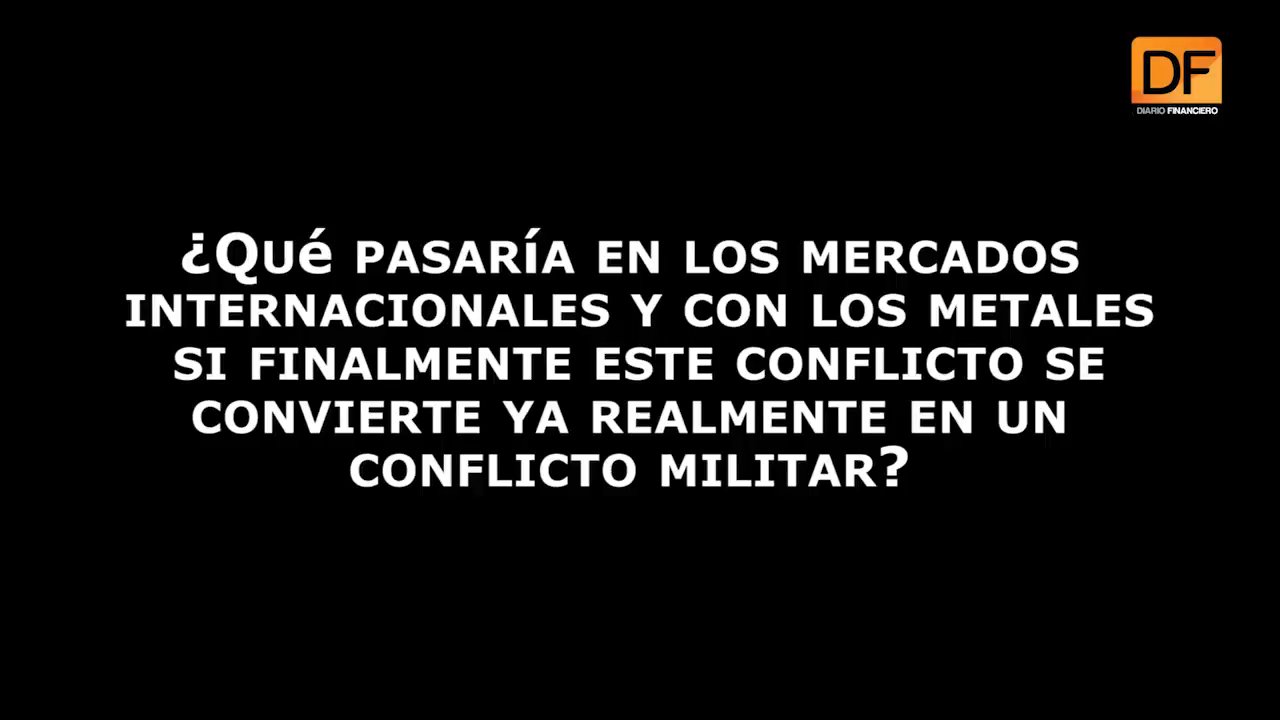 DF
DIARIO FINANCIERO
¿Qué PASARÍA EN LOS MERCADOS
INTERNACIONALES Y CON LOS METALES
SI FINALMENTE ESTE CONFLICTO SE
CONVIERTE YA REALMENTE EN UN
CONFLICTO MILITAR?